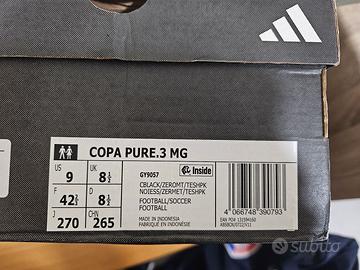 COPA PURE.3 MG
US 9
UK 8½
F 42⅔
D 8½
J 270
CHN 265
GY9057
Inside
CBLACK/ZEROMT/TESHPK
NOIESS/ZERMET/TESHPK
FOOTBALL/SOCCER
FOOTBALL
MADE IN INDONESIA
FABRIQUÉ EN INDONÉSIE
4 066748 390793
subito